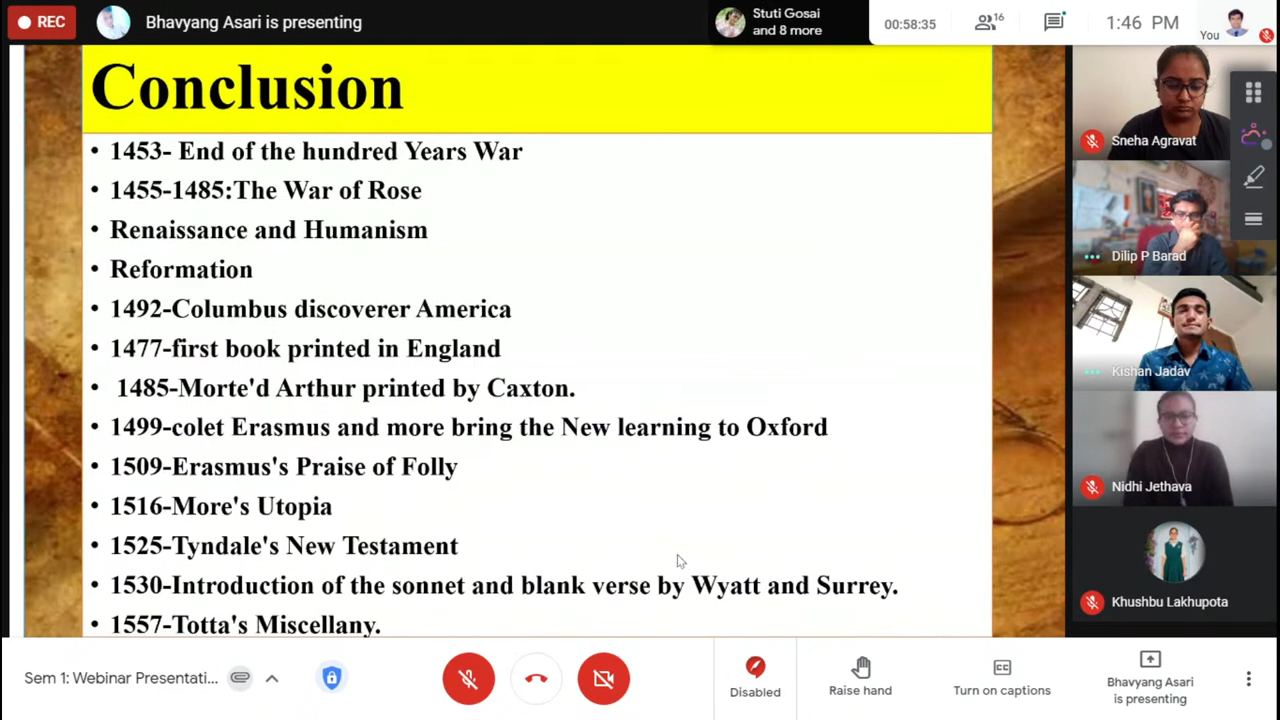 REC
Bhavyang Asari is presenting
Stuti Gosai
and 8 more
00:58:35
16
1:46 PM
You
Conclusion
• 1453- End of the hundred Years War
• 1455-1485:The War of Rose
• Renaissance and Humanism
• Reformation
• 1492-Columbus discoverer America
• 1477-first book printed in England
• 1485-Morte'd Arthur printed by Caxton.
• 1499-colet Erasmus and more bring the New learning to Oxford
• 1509-Erasmus's Praise of Folly
• 1516-More's Utopia
• 1525-Tyndale's New Testament
• 1530-Introduction of the sonnet and blank verse by Wyatt and Surrey.
• 1557-Totta's Miscellany.
Sneha Agravat
Dilip P Barad
Kishan Jadav
Nidhi Jethava
Khushbu Lakhupota
Sem 1: Webinar Presentati...
Disabled
Raise hand
Turn on captions
Bhavyang Asari
is presenting